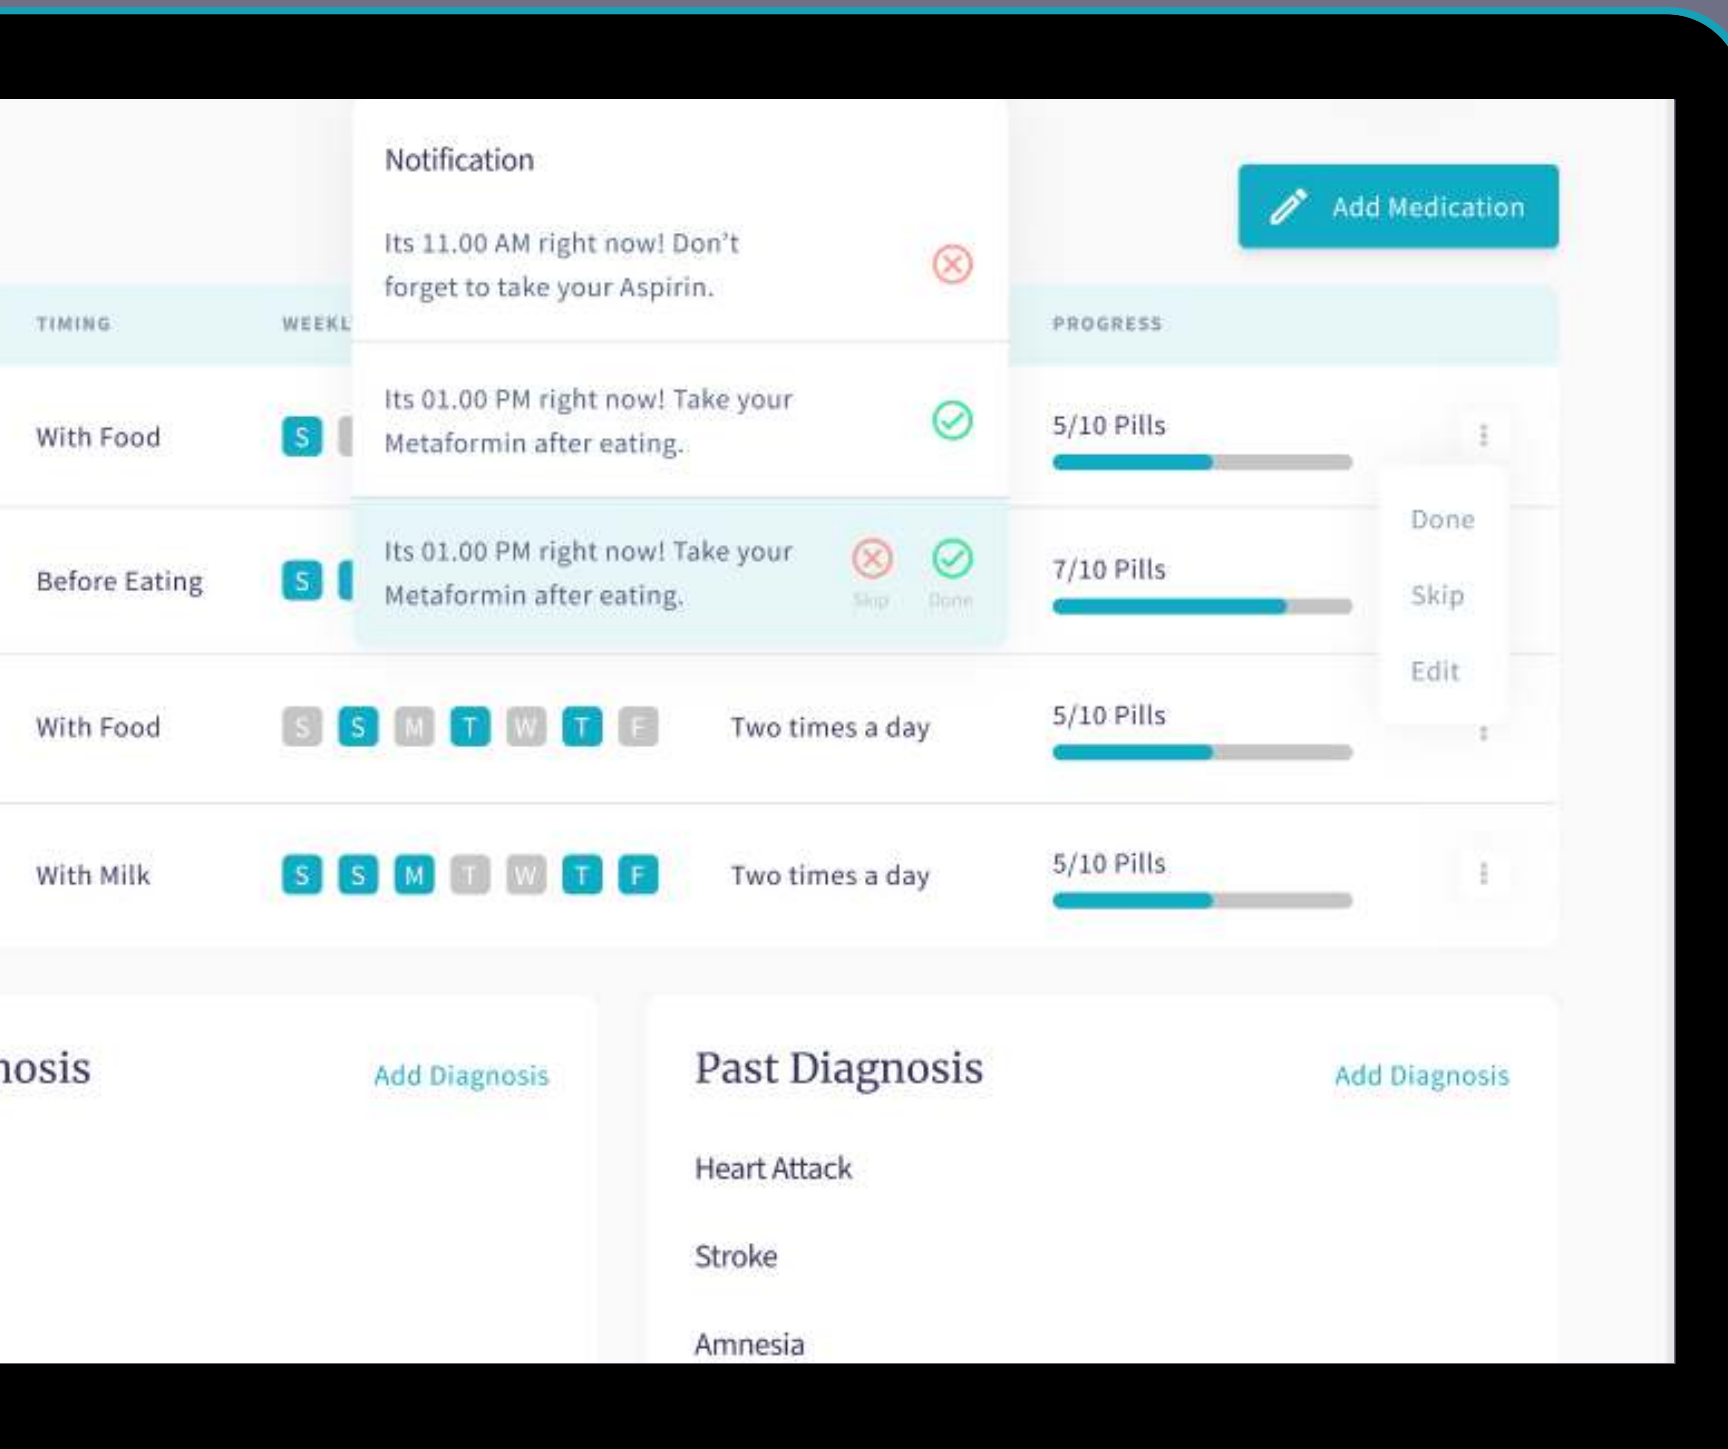 Notification
Its 11.00 AM right now! Don't
forget to take your Aspirin.
Its 01.00 PM right now! Take your
Metaformin after eating.
Its 01.00 PM right now! Take your
Metaformin after eating.
Skip Done
Add Medication
TIMING PROGRESS
With Food S 5/10 Pills
Done
Skip
Edit
Before Eating S 7/10 Pills
With Food S S M T W T F Two times a day 5/10 Pills
With Milk S S M T W T F Two times a day 5/10 Pills
Add Diagnosis
Past Diagnosis Add Diagnosis
Heart Attack
Stroke
Amnesia